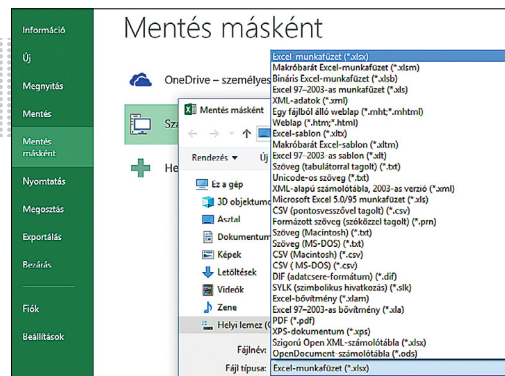 Információ
Új
Megnyitás
Mentés
Mentés
másként
Nyomtatás
Megosztás
Exportálás
Bezárás
Fiók
Beállítások
Mentés másként
OneDrive – személyes
Sz
He
Mentés másként
Rendezés
Új
Ez a gép
3D objektumo
Asztal
Dokumentum
Képek
Letöltések
Videók
Zene
Helyi lemez (C
Fájlnév:
Fájl típusa:
Excel-munkafüzet (*.xlsx)
Excel-munkafüzet (*.xlsx)
Makróbarát Excel-munkafüzet (*.xlsm)
Bináris Excel-munkafüzet (*.xlsb)
Excel 97–2003-as munkafüzet (*.xls)
XML-adatok (*.xml)
Egy fájlból álló weblap (*.mht;*.mhtml)
Weblap (*.htm;*.html)
Excel-sablon (*.xltx)
Makróbarát Excel-sablon (*.xltm)
Excel 97–2003-as sablon (*.xlt)
Szöveg (tabulátorral tagolt) (*.txt)
Unicode-os szöveg (*.txt)
XML-alapú számolótábla, 2003-as verzió (*.xml)
Microsoft Excel 5.0/95 munkafüzet (*.xls)
CSV (pontosvesszővel tagolt) (*.csv)
Formázott szöveg (szóközzel tagolt) (*.prn)
Szöveg (Macintosh) (*.txt)
Szöveg (MS-DOS) (*.txt)
CSV (Macintosh) (*.csv)
CSV ( MS-DOS) (*.csv)
DIF (adatcsere-formátum) (*.dif)
SYLK (szimbolikus hivatkozás) (*.slk)
Excel-bővítmény (*.xlam)
Excel 97–2003-as bővítmény (*.xla)
PDF (*.pdf)
XPS-dokumentum (*.xps)
Szigorú Open XML-számolótábla (*.xlsx)
OpenDocument-számolótábla (*.ods)